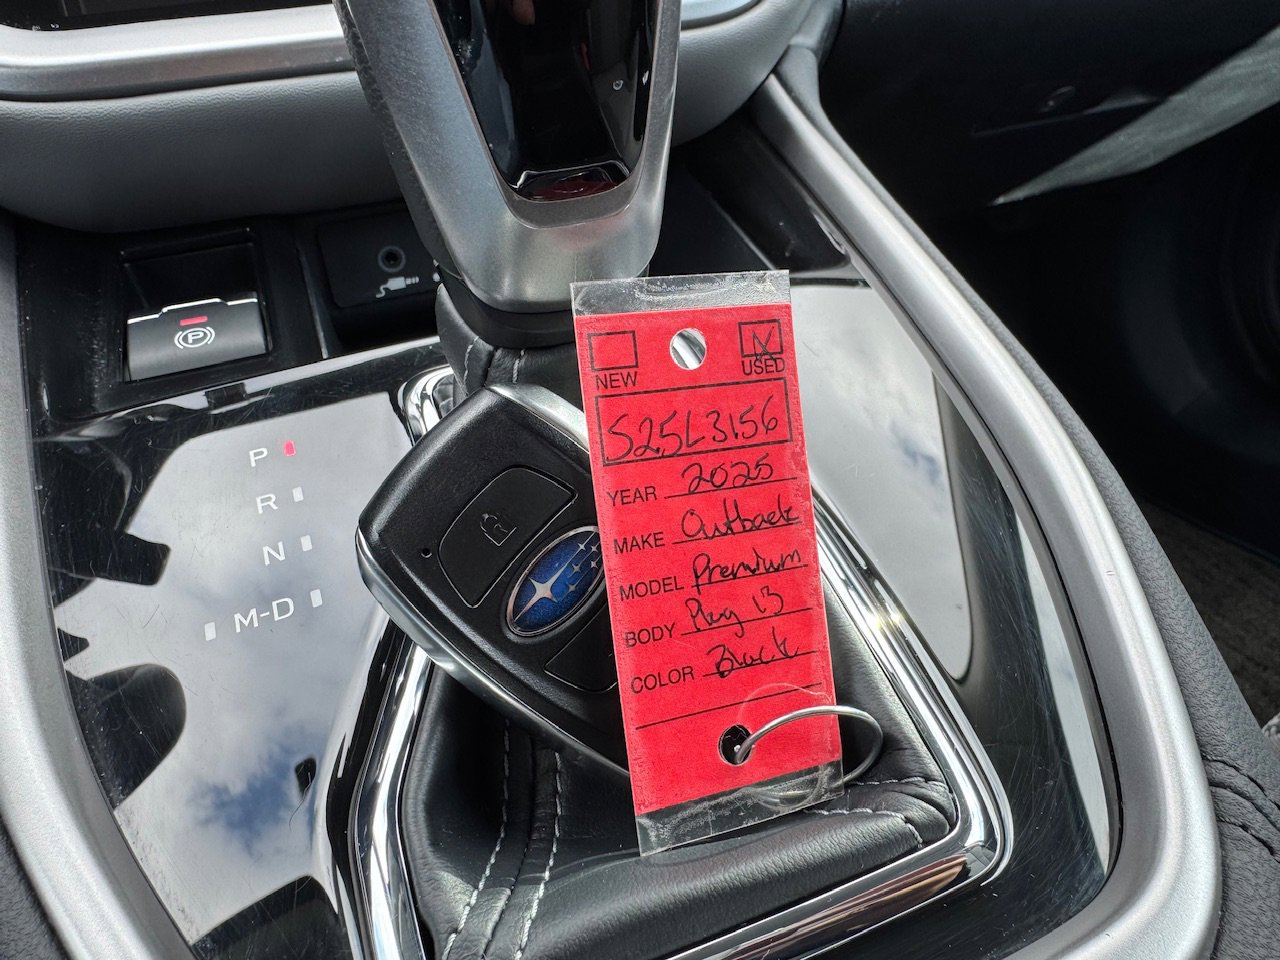 NEW USED
S25L3156
YEAR 2025
MAKE Outback
MODEL Premium
BODY Pkg 13
COLOR Black
P
R
N
M-D
P